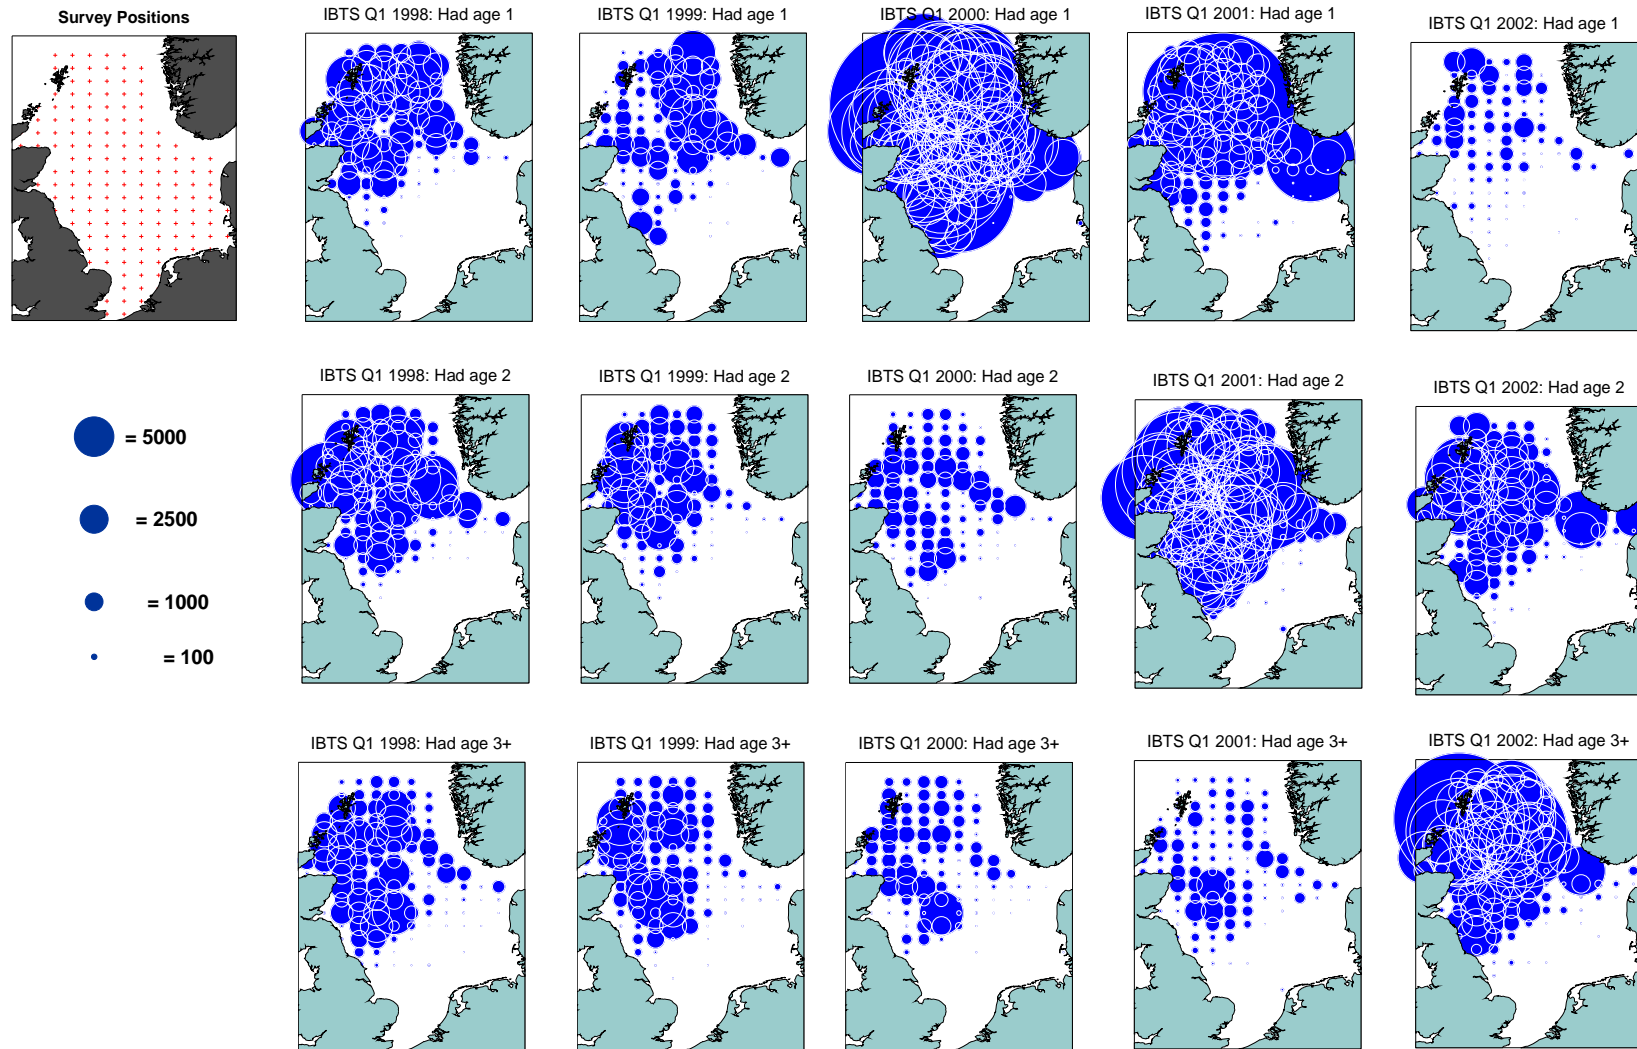 Survey Positions
IBTS Q1 1998: Had age 1
IBTS Q1 1999: Had age 1
IBTS Q1 2000: Had age 1
IBTS Q1 2001: Had age 1
IBTS Q1 2002: Had age 1
IBTS Q1 1998: Had age 2
IBTS Q1 1999: Had age 2
IBTS Q1 2000: Had age 2
IBTS Q1 2001: Had age 2
IBTS Q1 2002: Had age 2
= 5000
= 2500
= 1000
= 100
IBTS Q1 1998: Had age 3+
IBTS Q1 1999: Had age 3+
IBTS Q1 2000: Had age 3+
IBTS Q1 2001: Had age 3+
IBTS Q1 2002: Had age 3+